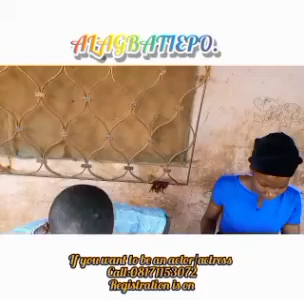 ALAGBATIEPO.
If you want to be an actor/actress
Call:08171153072
Registration is on